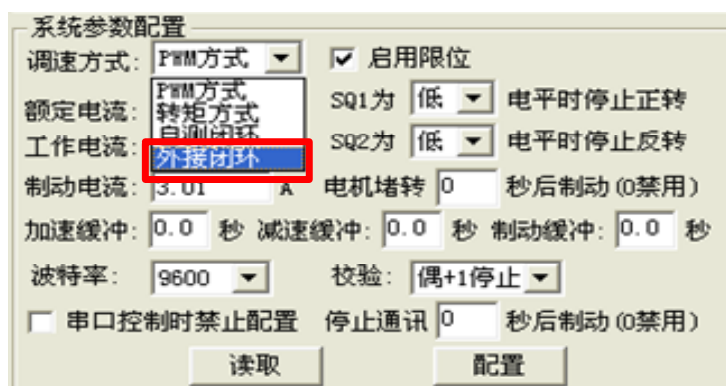 系统参数配置
调速方式: PWM方式 启用限位
PWM方式
额定电流: 转矩方式 SQ1为 低 电平时停止正转
自测闭环
工作电流: 外接闭环 SQ2为 低 电平时停止反转
制动电流: 3.01 A 电机堵转 0 秒后制动(0禁用)
加速缓冲: 0.0 秒 减速缓冲: 0.0 秒 制动缓冲: 0.0 秒
波特率: 9600 校验: 偶+1停止
串口控制时禁止配置 停止通讯 0 秒后制动(0禁用)
读取 配置